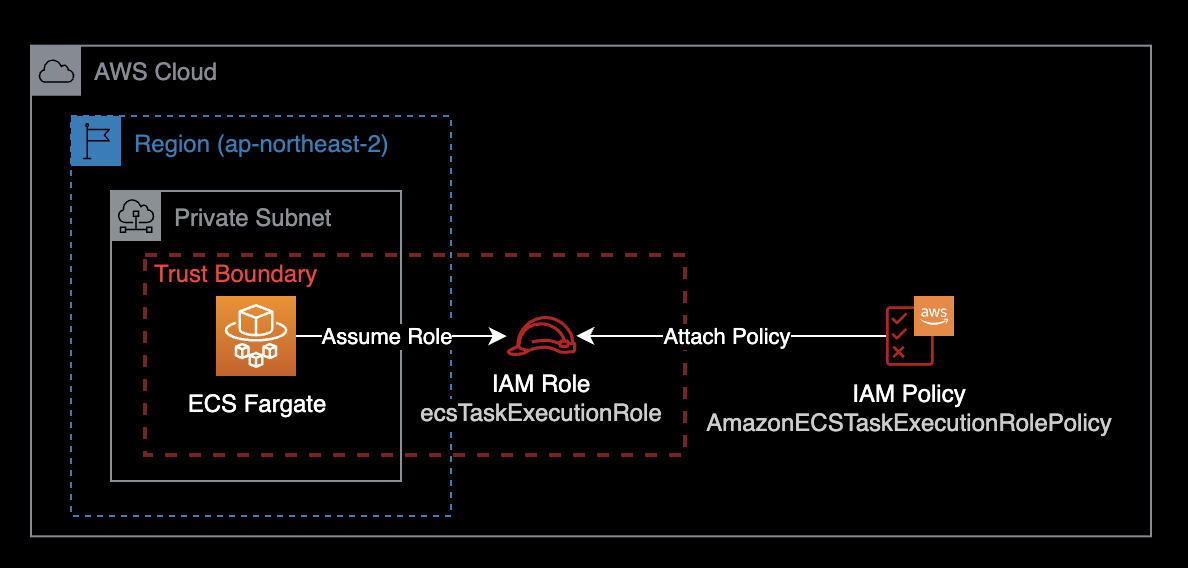 AWS Cloud
Region (ap-northeast-2)
Private Subnet
Trust Boundary
Assume Role
Attach Policy
aws
ECS Fargate
IAM Role
ecsTaskExecutionRole
IAM Policy
AmazonECSTaskExecutionRolePolicy